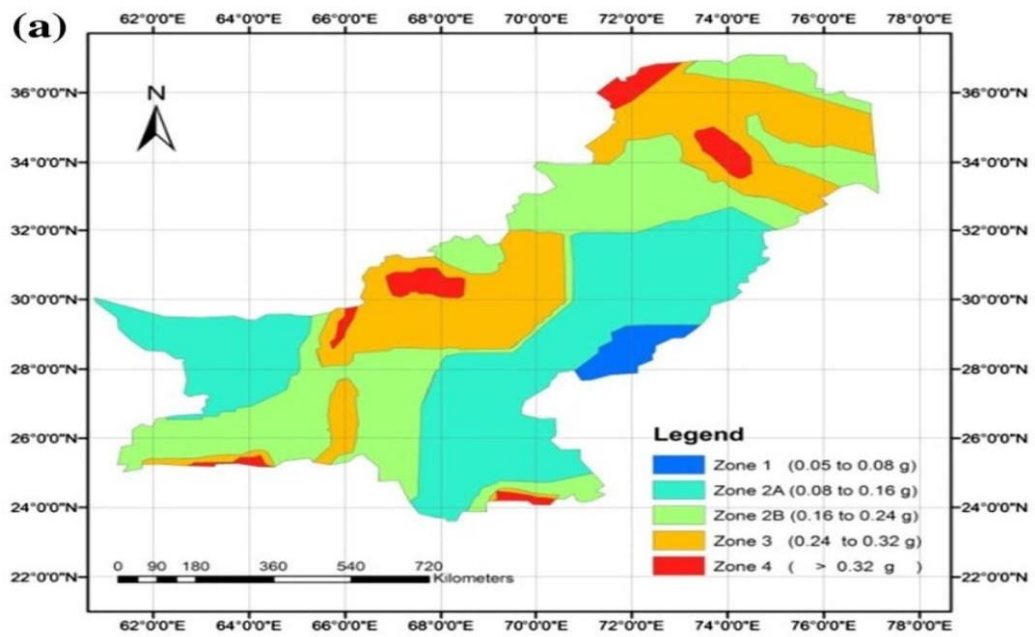 (a)
62°0'0"E 64°0'0"E 66°0'0"E 68°0'0"E 70°0'0"E 72°0'0"E 74°0'0"E 76°0'0"E 78°0'0"E
N
36°0'0"N 36°0'0"N
34°0'0"N 34°0'0"N
32°0'0"N 32°0'0"N
30°0'0"N 30°0'0"N
28°0'0"N 28°0'0"N
26°0'0"N 26°0'0"N
24°0'0"N 24°0'0"N
22°0'0"N 22°0'0"N
Legend
Zone 1 (0.05 to 0.08 g)
Zone 2A (0.08 to 0.16 g)
Zone 2B (0.16 to 0.24 g)
Zone 3 (0.24 to 0.32 g)
Zone 4 ( > 0.32 g )
0 90 180 360 540 720
Kilometers
62°0'0"E 64°0'0"E 66°0'0"E 68°0'0"E 70°0'0"E 72°0'0"E 74°0'0"E 76°0'0"E 78°0'0"E